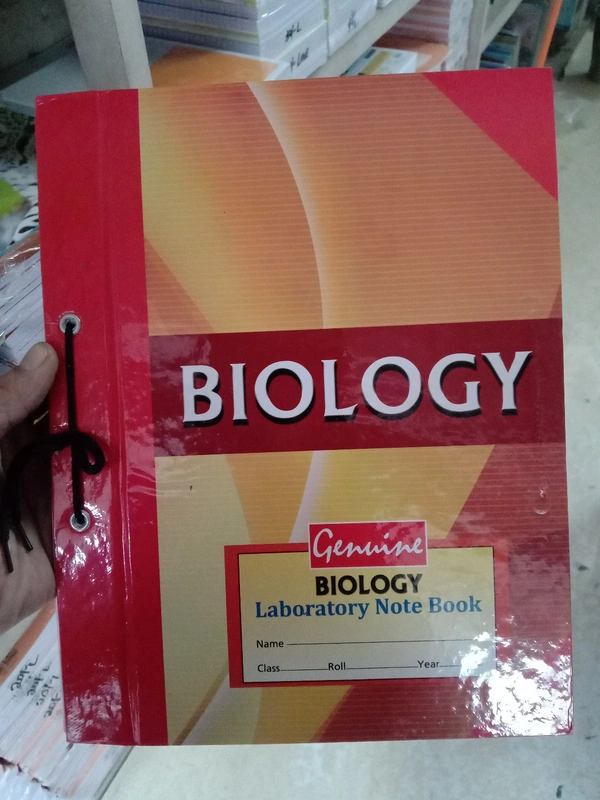 BIOLOGY
Genuine
BIOLOGY
Laboratory Note Book
Name
Class Roll Year